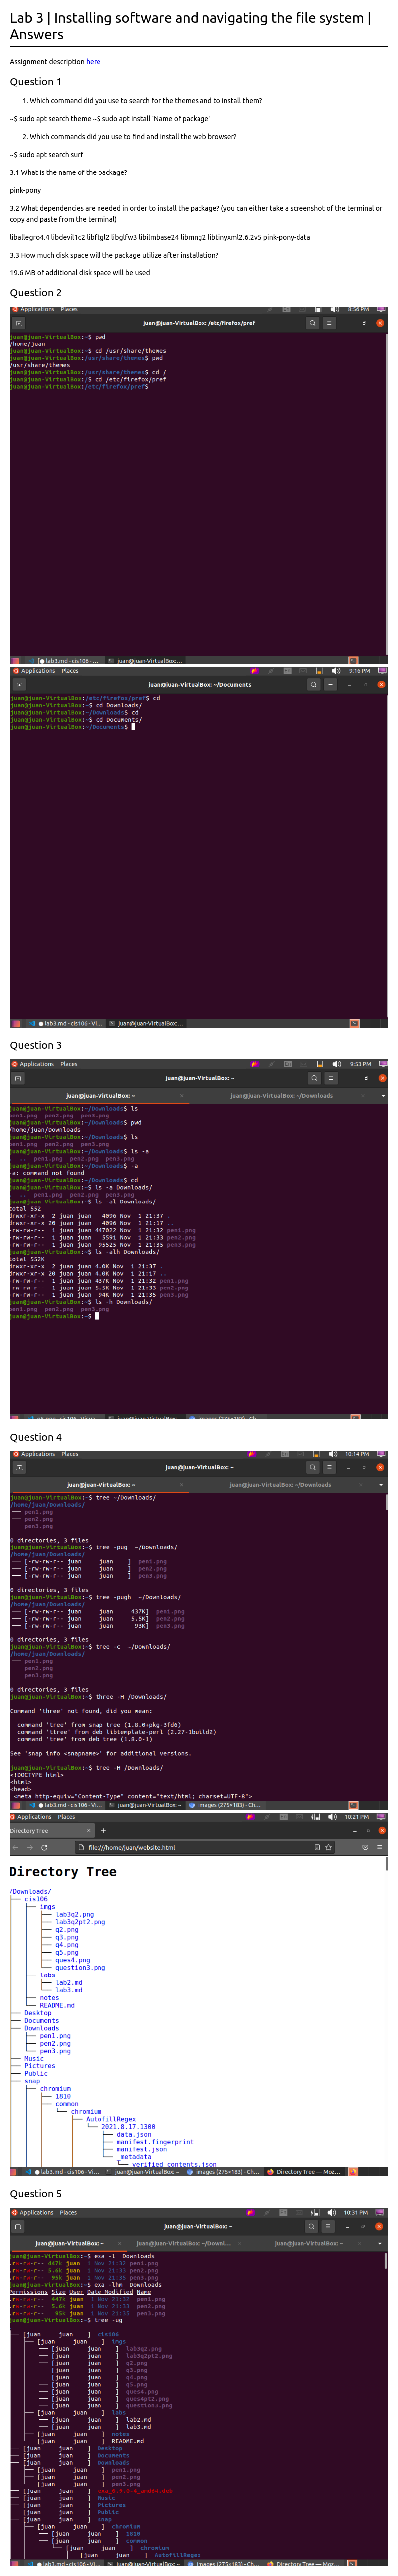 Lab 3 | Installing software and navigating the file system |
Answers
Assignment description here
Question 1
1. Which command did you use to search for the themes and to install them?
~$ sudo apt search theme ~$ sudo apt install 'Name of package'
2. Which commands did you use to find and install the web browser?
~$ sudo apt search surf
3.1 What is the name of the package?
pink-pony
3.2 What dependencies are needed in order to install the package? (you can either take a screenshot of the terminal or
copy and paste from the terminal)
liballegro4.4 libdevil1c2 libftgl2 libglfw3 libilmbase24 libmng2 libtinyxml2.6.2v5 pink-pony-data
3.3 How much disk space will the package utilize after installation?
19.6 MB of additional disk space will be used
Question 2
Applications Places 8:56 PM
juan@juan-VirtualBox: /etc/firefox/pref
juan@juan-VirtualBox:~$ pwd
/home/juan
juan@juan-VirtualBox:~$ cd /usr/share/themes
juan@juan-VirtualBox:/usr/share/themes$ pwd
/usr/share/themes
juan@juan-VirtualBox:/usr/share/themes$ cd /
juan@juan-VirtualBox:/$ cd /etc/firefox/pref
juan@juan-VirtualBox:/etc/firefox/pref$
lab3.md - cis106 - ... juan@juan-VirtualBox:...
Applications Places 9:16 PM
juan@juan-VirtualBox: ~/Documents
juan@juan-VirtualBox:/etc/firefox/pref$ cd
juan@juan-VirtualBox:~$ cd Downloads/
juan@juan-VirtualBox:~/Downloads$ cd
juan@juan-VirtualBox:~$ cd Documents/
juan@juan-VirtualBox:~/Documents$
● lab3.md - cis106 - Vi... juan@juan-VirtualBox:...
Question 3
Applications Places 9:53 PM
juan@juan-VirtualBox: ~
juan@juan-VirtualBox: ~ juan@juan-VirtualBox: ~/Downloads
juan@juan-VirtualBox:~/Downloads$ ls
pen1.png pen2.png pen3.png
juan@juan-VirtualBox:~/Downloads$ pwd
/home/juan/Downloads
juan@juan-VirtualBox:~/Downloads$ ls
pen1.png pen2.png pen3.png
juan@juan-VirtualBox:~/Downloads$ ls -a
. .. pen1.png pen2.png pen3.png
juan@juan-VirtualBox:~/Downloads$ -a
-a: command not found
juan@juan-VirtualBox:~/Downloads$ cd
juan@juan-VirtualBox:~$ ls -a Downloads/
. .. pen1.png pen2.png pen3.png
juan@juan-VirtualBox:~$ ls -al Downloads/
total 552
drwxr-xr-x 2 juan juan 4096 Nov 1 21:37 .
drwxr-xr-x 20 juan juan 4096 Nov 1 21:17 ..
-rw-rw-r-- 1 juan juan 447022 Nov 1 21:32 pen1.png
-rw-rw-r-- 1 juan juan 5591 Nov 1 21:33 pen2.png
-rw-rw-r-- 1 juan juan 95525 Nov 1 21:35 pen3.png
juan@juan-VirtualBox:~$ ls -alh Downloads/
total 552K
drwxr-xr-x 2 juan juan 4.0K Nov 1 21:37 .
drwxr-xr-x 20 juan juan 4.0K Nov 1 21:17 ..
-rw-rw-r-- 1 juan juan 437K Nov 1 21:32 pen1.png
-rw-rw-r-- 1 juan juan 5.5K Nov 1 21:33 pen2.png
-rw-rw-r-- 1 juan juan 94K Nov 1 21:35 pen3.png
juan@juan-VirtualBox:~$ ls -h Downloads/
pen1.png pen2.png pen3.png
juan@juan-VirtualBox:~$
Question 4
Applications Places 10:14 PM
juan@juan-VirtualBox: ~
juan@juan-VirtualBox: ~ juan@juan-VirtualBox: ~/Downloads
juan@juan-VirtualBox:~$ tree ~/Downloads/
/home/juan/Downloads/
├── pen1.png
├── pen2.png
└── pen3.png
0 directories, 3 files
juan@juan-VirtualBox:~$ tree -pug ~/Downloads/
/home/juan/Downloads/
├── [-rw-rw-r-- juan juan ] pen1.png
├── [-rw-rw-r-- juan juan ] pen2.png
└── [-rw-rw-r-- juan juan ] pen3.png
0 directories, 3 files
juan@juan-VirtualBox:~$ tree -pugh ~/Downloads/
/home/juan/Downloads/
├── [-rw-rw-r-- juan juan 437K] pen1.png
├── [-rw-rw-r-- juan juan 5.5K] pen2.png
└── [-rw-rw-r-- juan juan 93K] pen3.png
0 directories, 3 files
juan@juan-VirtualBox:~$ tree -c ~/Downloads/
/home/juan/Downloads/
├── pen1.png
├── pen2.png
└── pen3.png
0 directories, 3 files
juan@juan-VirtualBox:~$ three -H /Downloads/
Command 'three' not found, did you mean:
command 'tree' from snap tree (1.8.0+pkg-3fd6)
command 'ttree' from deb libtemplate-perl (2.27-1build2)
command 'tree' from deb tree (1.8.0-1)
See 'snap info <snapname>' for additional versions.
juan@juan-VirtualBox:~$ tree -H /Downloads/
<!DOCTYPE html>
<html>
<head>
<meta http-equiv="Content-Type" content="text/html; charset=UTF-8">
lab3.md - cis106 - Vi... juan@juan-VirtualBox: ~ images (275×183) - Ch...
Applications Places 10:21 PM
Directory Tree
file:///home/juan/website.html
Directory Tree
/Downloads/
├── cis106
├── imgs
├── lab3q2.png
├── lab3q2pt2.png
├── q2.png
├── q3.png
├── q4.png
├── q5.png
├── ques4.png
└── question3.png
├── labs
├── lab2.md
└── lab3.md
├── notes
└── README.md
├── Desktop
├── Documents
├── Downloads
├── pen1.png
├── pen2.png
└── pen3.png
├── Music
├── Pictures
├── Public
├── snap
├── chromium
├── 1810
├── common
└── chromium
├── AutofillRegex
└── 2021.8.17.1300
├── data.json
├── manifest.fingerprint
├── manifest.json
├── _metadata
└── verified_contents.json
● lab3.md - cis106 - Vi... juan@juan-VirtualBox: ~ images (275×183) - Ch... Directory Tree — Moz...
Question 5
Applications Places 10:31 PM
juan@juan-VirtualBox: ~
juan@juan-VirtualBox: ~ juan@juan-VirtualBox: ~/Downl... juan@juan-VirtualBox: ~
juan@juan-VirtualBox:~$ exa -l Downloads
.rw-rw-r-- 447k juan 1 Nov 21:32 pen1.png
.rw-rw-r-- 5.6k juan 1 Nov 21:33 pen2.png
.rw-rw-r-- 96k juan 1 Nov 21:35 pen3.png
juan@juan-VirtualBox:~$ exa -lhm Downloads
Permissions Size User Date Modified Name
.rw-rw-r-- 447k juan 1 Nov 21:32 pen1.png
.rw-rw-r-- 5.6k juan 1 Nov 21:33 pen2.png
.rw-rw-r-- 95k juan 1 Nov 21:35 pen3.png
juan@juan-VirtualBox:~$ tree -ug
.
├── [juan juan ] cis106
├── [juan juan ] imgs
├── [juan juan ] lab3q2.png
├── [juan juan ] lab3q2pt2.png
├── [juan juan ] q2.png
├── [juan juan ] q3.png
├── [juan juan ] q4.png
├── [juan juan ] q5.png
├── [juan juan ] ques4.png
├── [juan juan ] ques4pt2.png
└── [juan juan ] question3.png
├── [juan juan ] labs
├── [juan juan ] lab2.md
└── [juan juan ] lab3.md
├── [juan juan ] notes
└── [juan juan ] README.md
├── [juan juan ] Desktop
├── [juan juan ] Documents
├── [juan juan ] Downloads
├── [juan juan ] pen1.png
├── [juan juan ] pen2.png
└── [juan juan ] pen3.png
├── [juan juan ]
├── [juan juan ] Music
├── [juan juan ] Pictures
├── [juan juan ] Public
├── [juan juan ] snap
├── [juan juan ] chromium
├── [juan juan ] 1810
├── [juan juan ] common
└── [juan juan ] chromium
├── [juan juan ] AutofillRegex
lab3.md - cis106 - Vi... juan@juan-VirtualBox: ~ images (275×183) - Ch... Directory Tree — Moz...